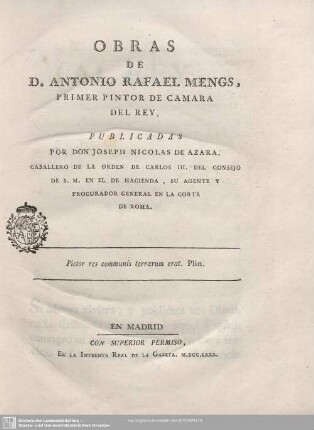 OBRAS
DE
D. ANTONIO RAFAEL MENGS,
PRIMER PINTOR DE CAMARA
DEL REY,
PUBLICADAS
POR DON JOSEPH NICOLAS DE AZARA,
CABALLERO DE LA ORDEN DE CARLOS III. DEL CONSEJO
DE S. M. EN EL DE HACIENDA, SU AGENTE Y
PROCURADOR GENERAL EN LA CORTE
DE ROMA.
Pictor res communis terrarum erat. Plin.
EN MADRID
CON SUPERIOR PERMISO,
EN LA IMPRENTA REAL DE LA GAZETA. M.DCC.LXXX.